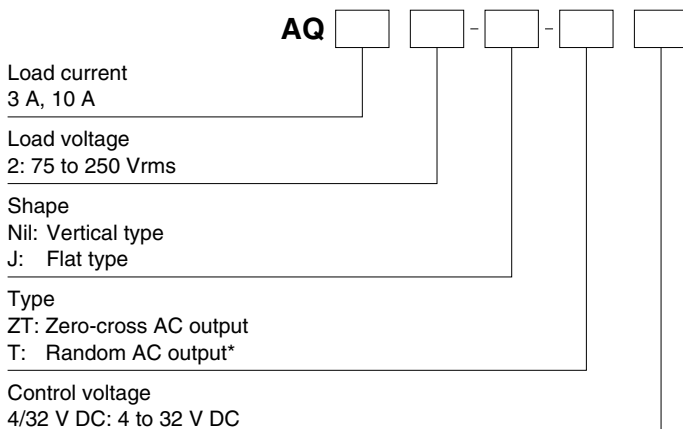 AQ - -
Load current
3 A, 10 A
Load voltage
2: 75 to 250 Vrms
Shape
Nil: Vertical type
J: Flat type
Type
ZT: Zero-cross AC output
T: Random AC output*
Control voltage
4/32 V DC: 4 to 32 V DC